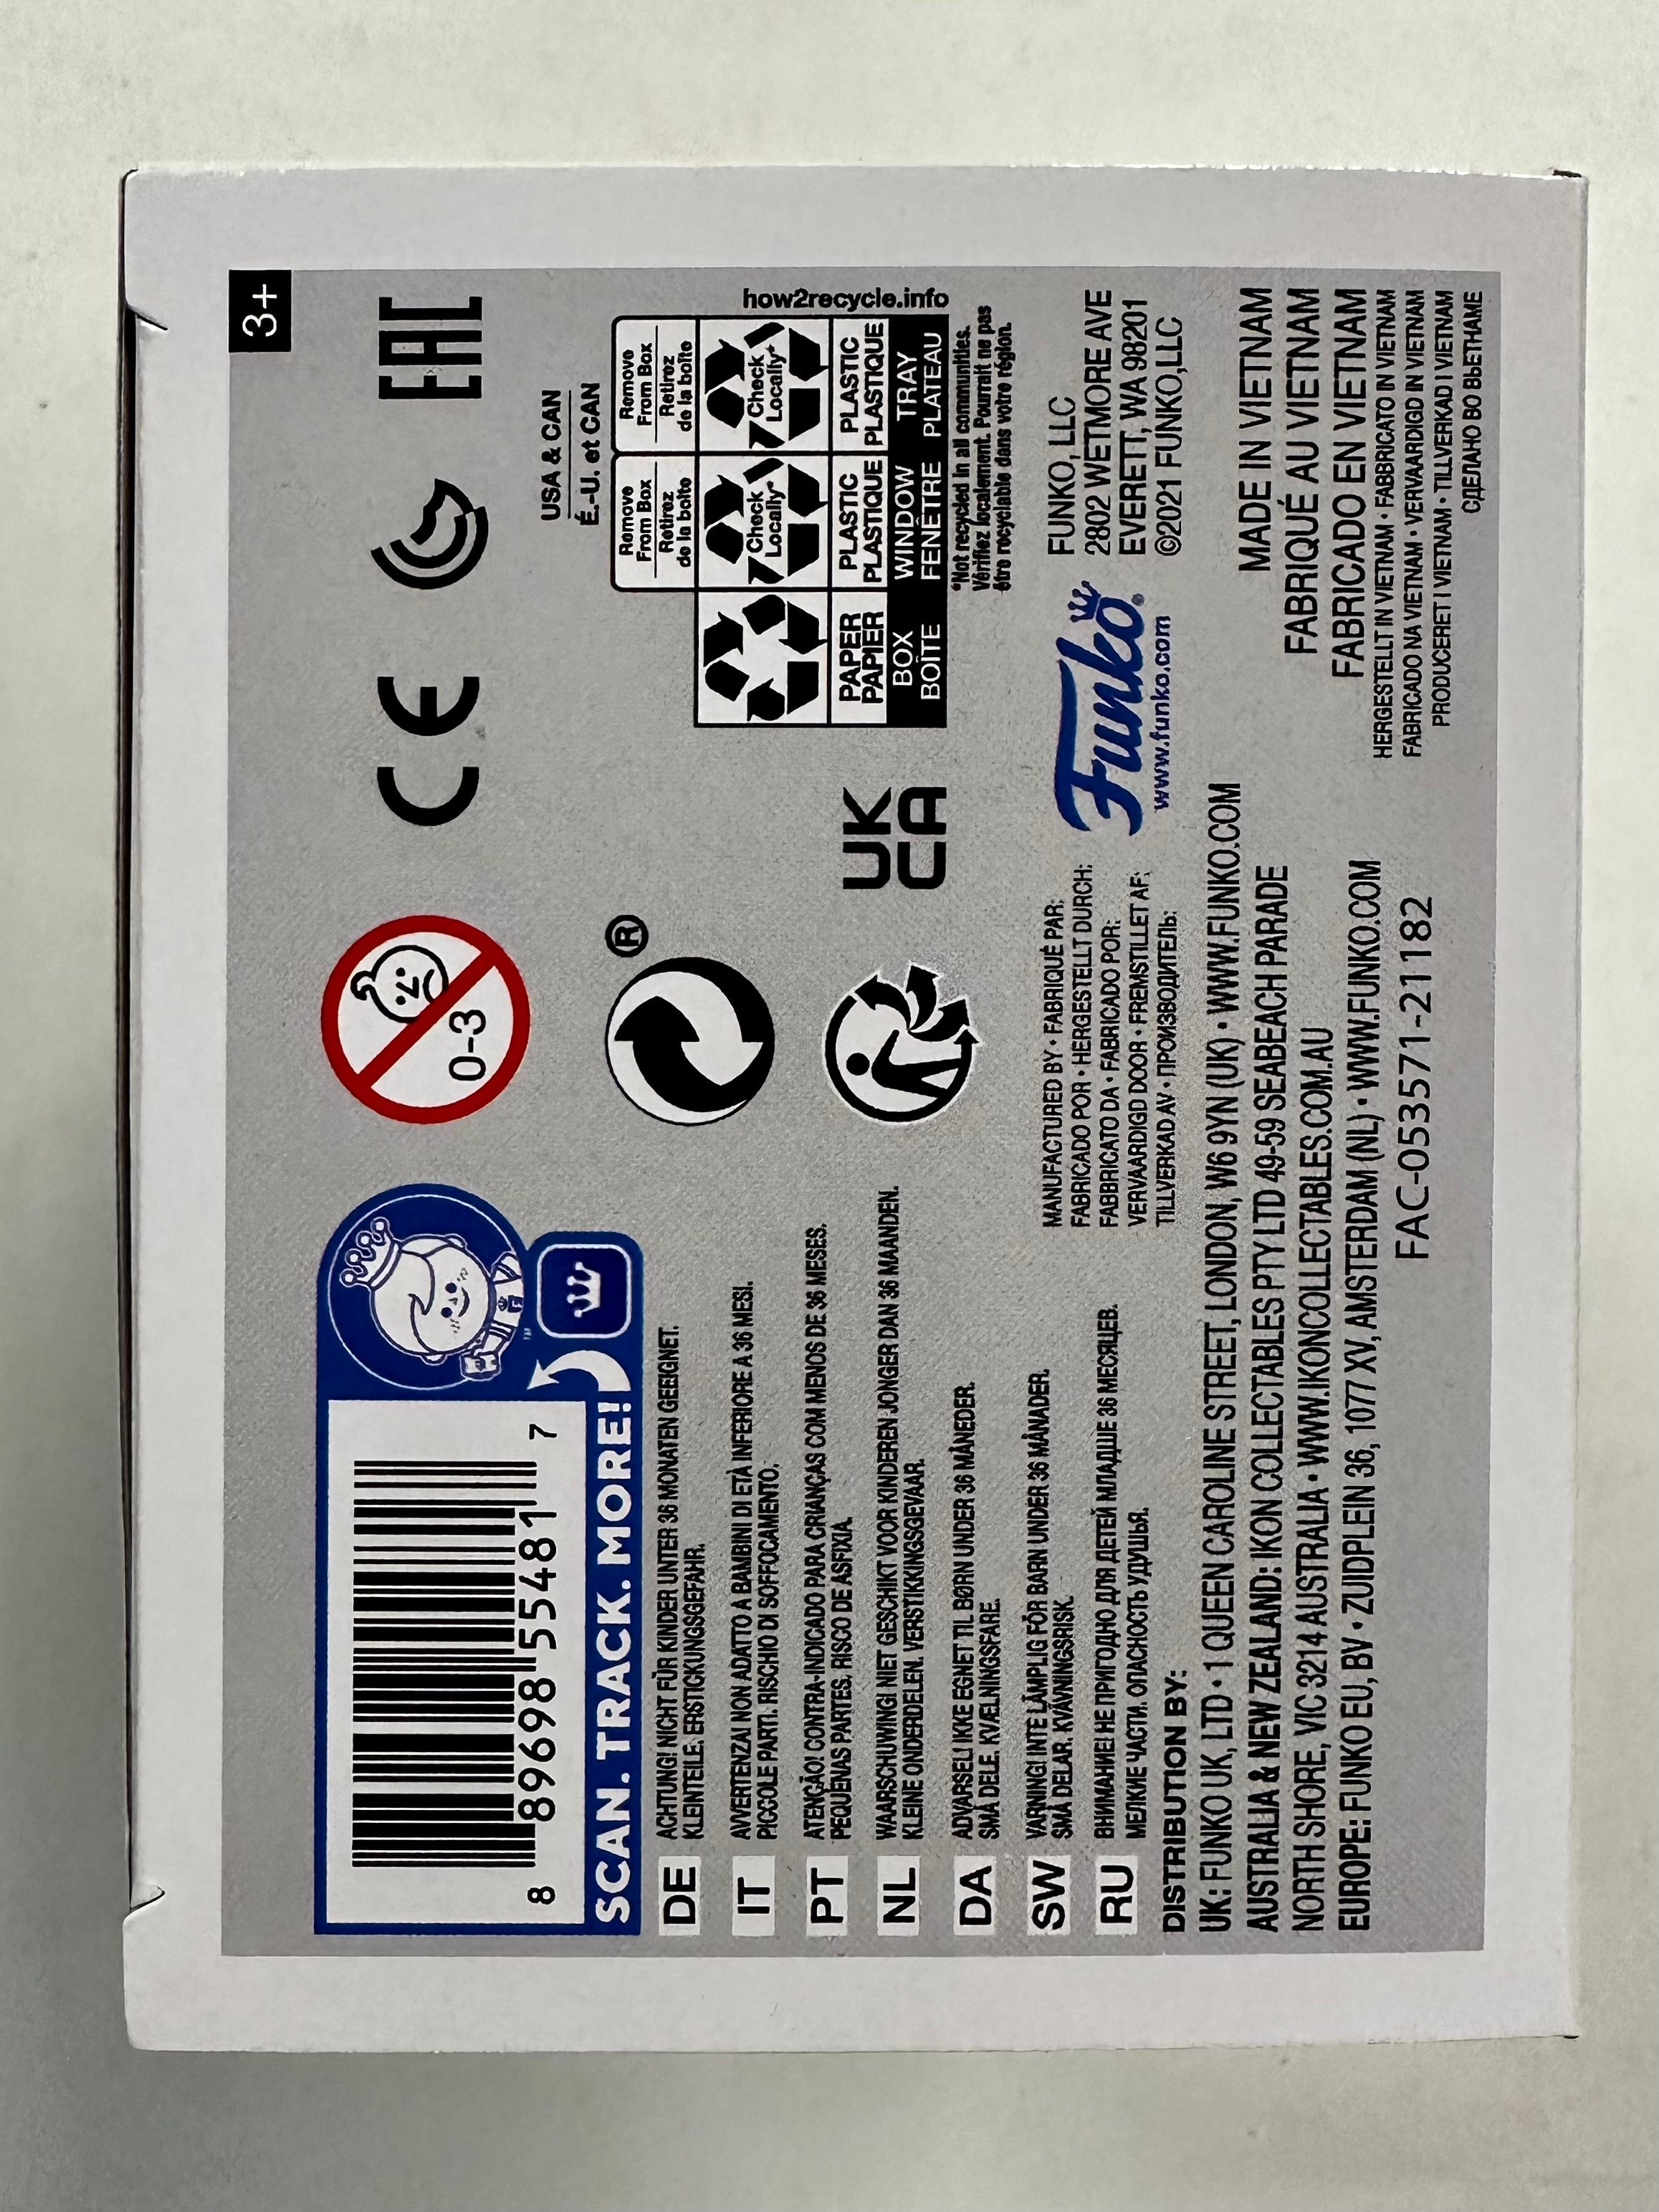 3+
8 89698 55481 7
SCAN. TRACK. MORE!
™
0-3
CE
EAC
®
UK
CA
USA & CAN
É.-U. et CAN
Remove
From Box
Retirez
de la boîte
Remove
From Box
Retirez
de la boîte
Check
Locally*
Check
Locally*
PAPER
PAPIER
PLASTIC
PLASTIQUE
PLASTIC
PLASTIQUE
BOX
BOÎTE
WINDOW
FENÊTRE
TRAY
PLATEAU
how2recycle.info
*Not recycled in all communities.
Vérifiez localement. Pourrait ne pas
être recyclable dans votre région.
DE ACHTUNG! NICHT FÜR KINDER UNTER 36 MONATEN GEEIGNET.
KLEINTEILE. ERSTICKUNGSGEFAHR.
IT AVVERTENZA! NON ADATTO A BAMBINI DI ETÀ INFERIORE A 36 MESI.
PICCOLE PARTI. RISCHIO DI SOFFOCAMENTO.
PT ATENÇÃO! CONTRA-INDICADO PARA CRIANÇAS COM MENOS DE 36 MESES.
PEQUENAS PARTES. RISCO DE ASFIXIA.
NL WAARSCHUWING! NIET GESCHIKT VOOR KINDEREN JONGER DAN 36 MAANDEN.
KLEINE ONDERDELEN. VERSTIKKINGSGEVAAR.
DA ADVARSEL! IKKE EGNET TIL BØRN UNDER 36 MÅNEDER.
SMÅ DELE. KVÆLNINGSFARE.
SW VARNING! INTE LÄMPLIG FÖR BARN UNDER 36 MÅNADER.
SMÅ DELAR. KVÄVNINGSRISK.
RU ВНИМАНИЕ! НЕ ПРИГОДНО ДЛЯ ДЕТЕЙ МЛАДШЕ 36 МЕСЯЦЕВ.
МЕЛКИЕ ЧАСТИ. ОПАСНОСТЬ УДУШЬЯ.
MANUFACTURED BY • FABRIQUÉ PAR:
FABRICADO POR • HERGESTELLT DURCH:
FABBRICATO DA • FABRICADO POR:
VERVAARDIGD DOOR • FREMSTILLET AF:
TILLVERKAD AV • ПРОИЗВОДИТЕЛЬ:
Funko®
www.funko.com
FUNKO, LLC
2802 WETMORE AVE
EVERETT, WA 98201
©2021 FUNKO,LLC
DISTRIBUTION BY:
UK: FUNKO UK, LTD • 1 QUEEN CAROLINE STREET, LONDON, W6 9YN (UK) • WWW.FUNKO.COM
AUSTRALIA & NEW ZEALAND: IKON COLLECTABLES PTY LTD 49-59 SEABEACH PARADE
NORTH SHORE, VIC 3214 AUSTRALIA • WWW.IKONCOLLECTABLES.COM.AU
EUROPE: FUNKO EU, BV • ZUIDPLEIN 36, 1077 XV, AMSTERDAM (NL) • WWW.FUNKO.COM
FAC-053571-21182
MADE IN VIETNAM
FABRIQUÉ AU VIETNAM
FABRICADO EN VIETNAM
HERGESTELLT IN VIETNAM • FABBRICATO IN VIETNAM
FABRICADO NA VIETNAM • VERVAARDIGD IN VIETNAM
PRODUCERET I VIETNAM • TILLVERKAD I VIETNAM
СДЕЛАНО ВО ВЬЕТНАМЕ